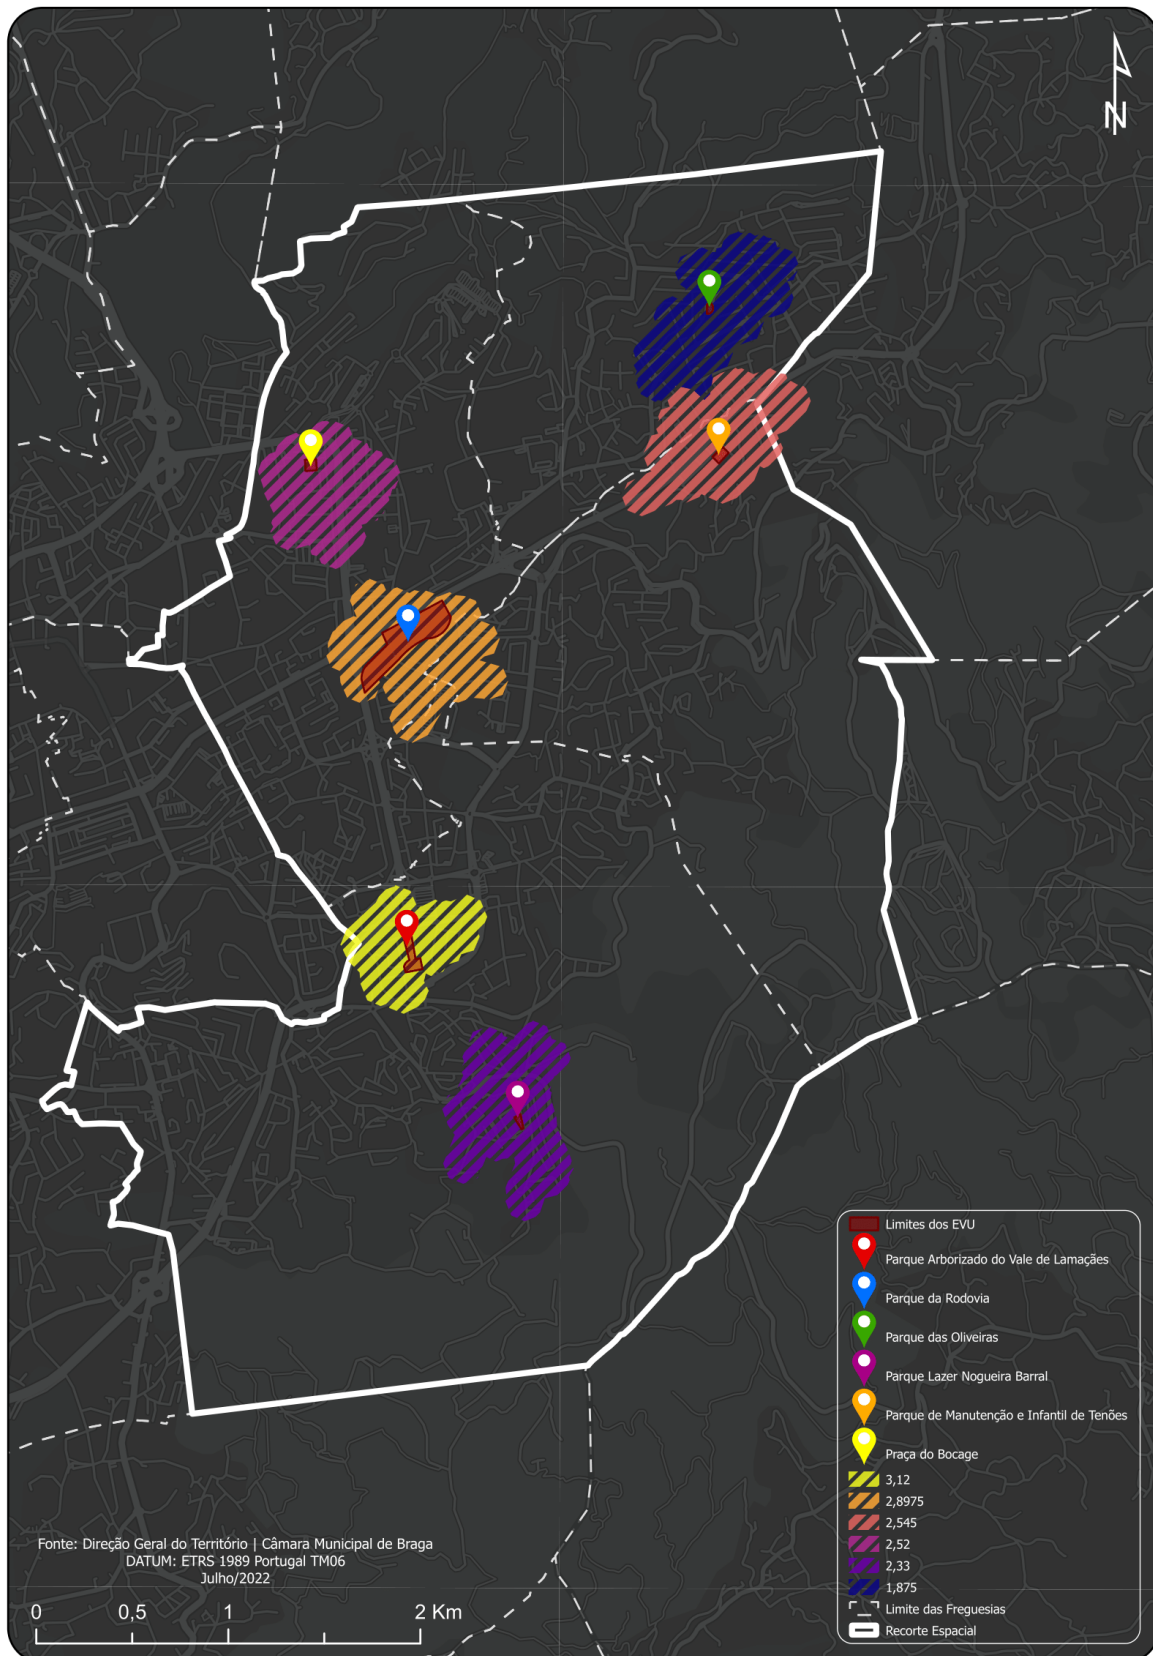 N
Limites dos EVU
Parque Arborizado do Vale de Lamaçães
Parque da Rodovia
Parque das Oliveiras
Parque Lazer Nogueira Barral
Parque de Manutenção e Infantil de Tenões
Praça do Bocage
3,12
2,8975
2,545
2,52
2,33
1,875
Limite das Freguesias
Recorte Espacial
Fonte: Direção Geral do Território | Câmara Municipal de Braga
DATUM: ETRS 1989 Portugal TM06
Julho/2022
0 0,5 1 2 Km